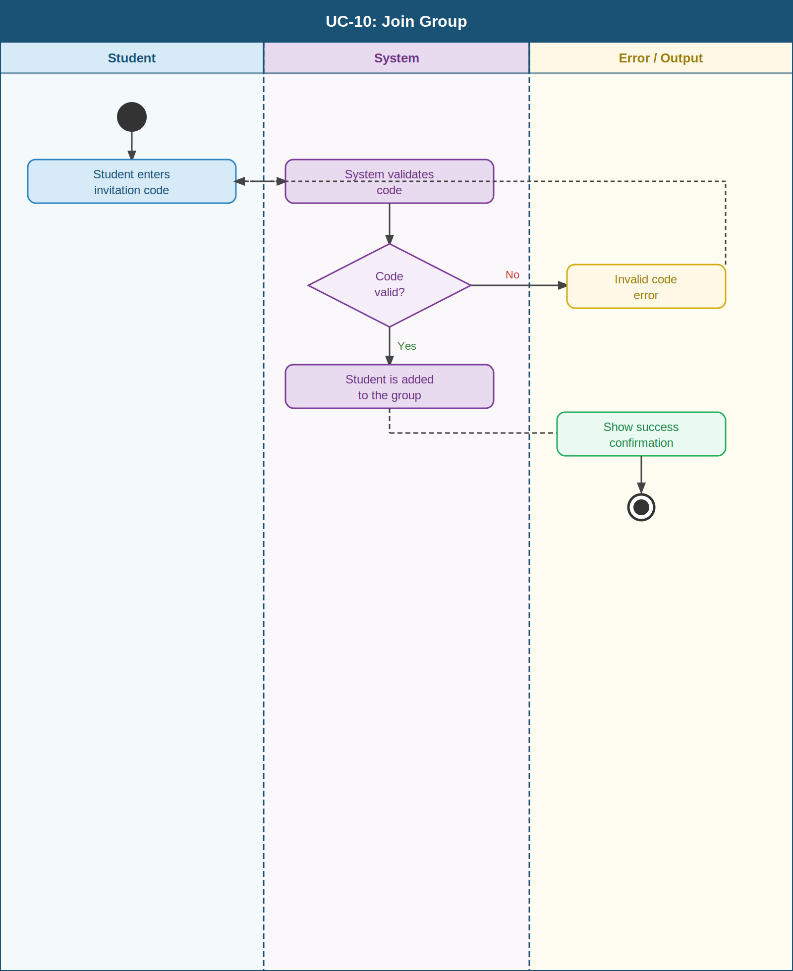 UC-10: Join Group
Student
System
Error / Output
Student enters
invitation code
System validates
code
Code
valid?
No
Invalid code
error
Yes
Student is added
to the group
Show success
confirmation